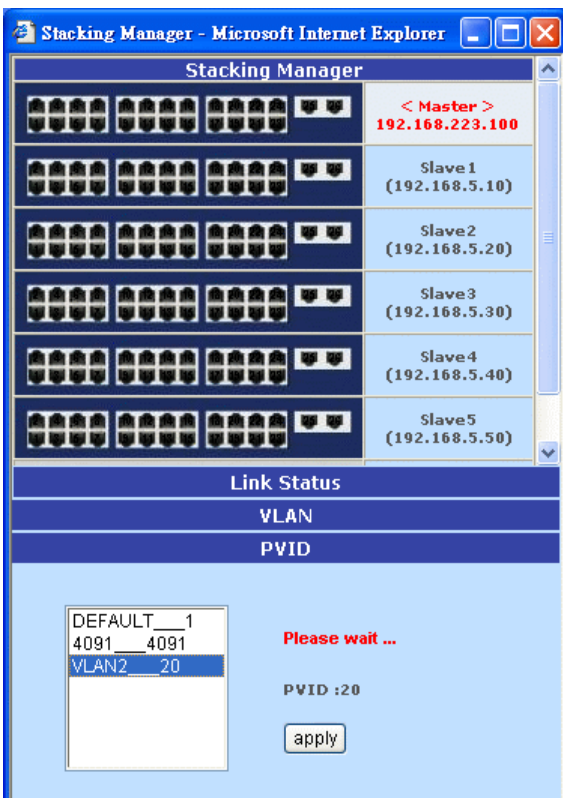 Stacking Manager - Microsoft Internet Explorer
Stacking Manager
< Master >
192.168.223.100
Slave1
(192.168.5.10)
Slave2
(192.168.5.20)
Slave3
(192.168.5.30)
Slave4
(192.168.5.40)
Slave5
(192.168.5.50)
Link Status
VLAN
PVID
DEFAULT___1
4091___4091
VLAN2___20
Please wait ...
PVID :20
apply